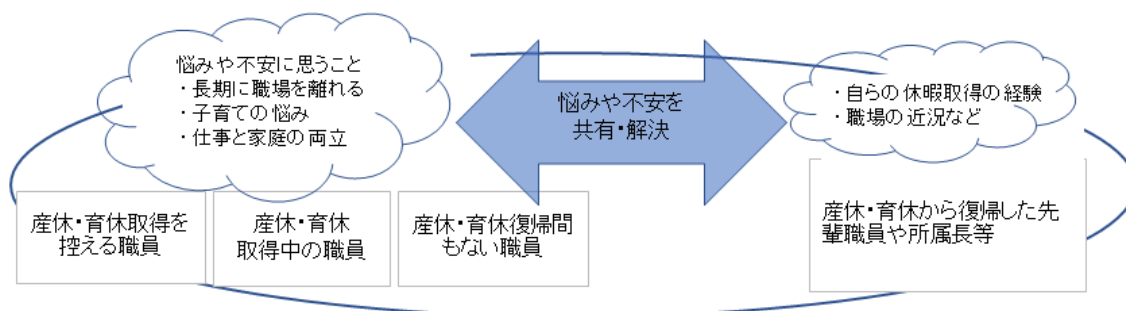 悩みや不安に思うこと
・長期に職場を離れる
・子育ての悩み
・仕事と家庭の両立
悩みや不安を
共有・解決
・自らの休暇取得の経験
・職場の近況など
産休・育休取得を
控える職員
産休・育休
取得中の職員
産休・育休復帰間
もない職員
産休・育休から復帰した先
輩職員や所属長等